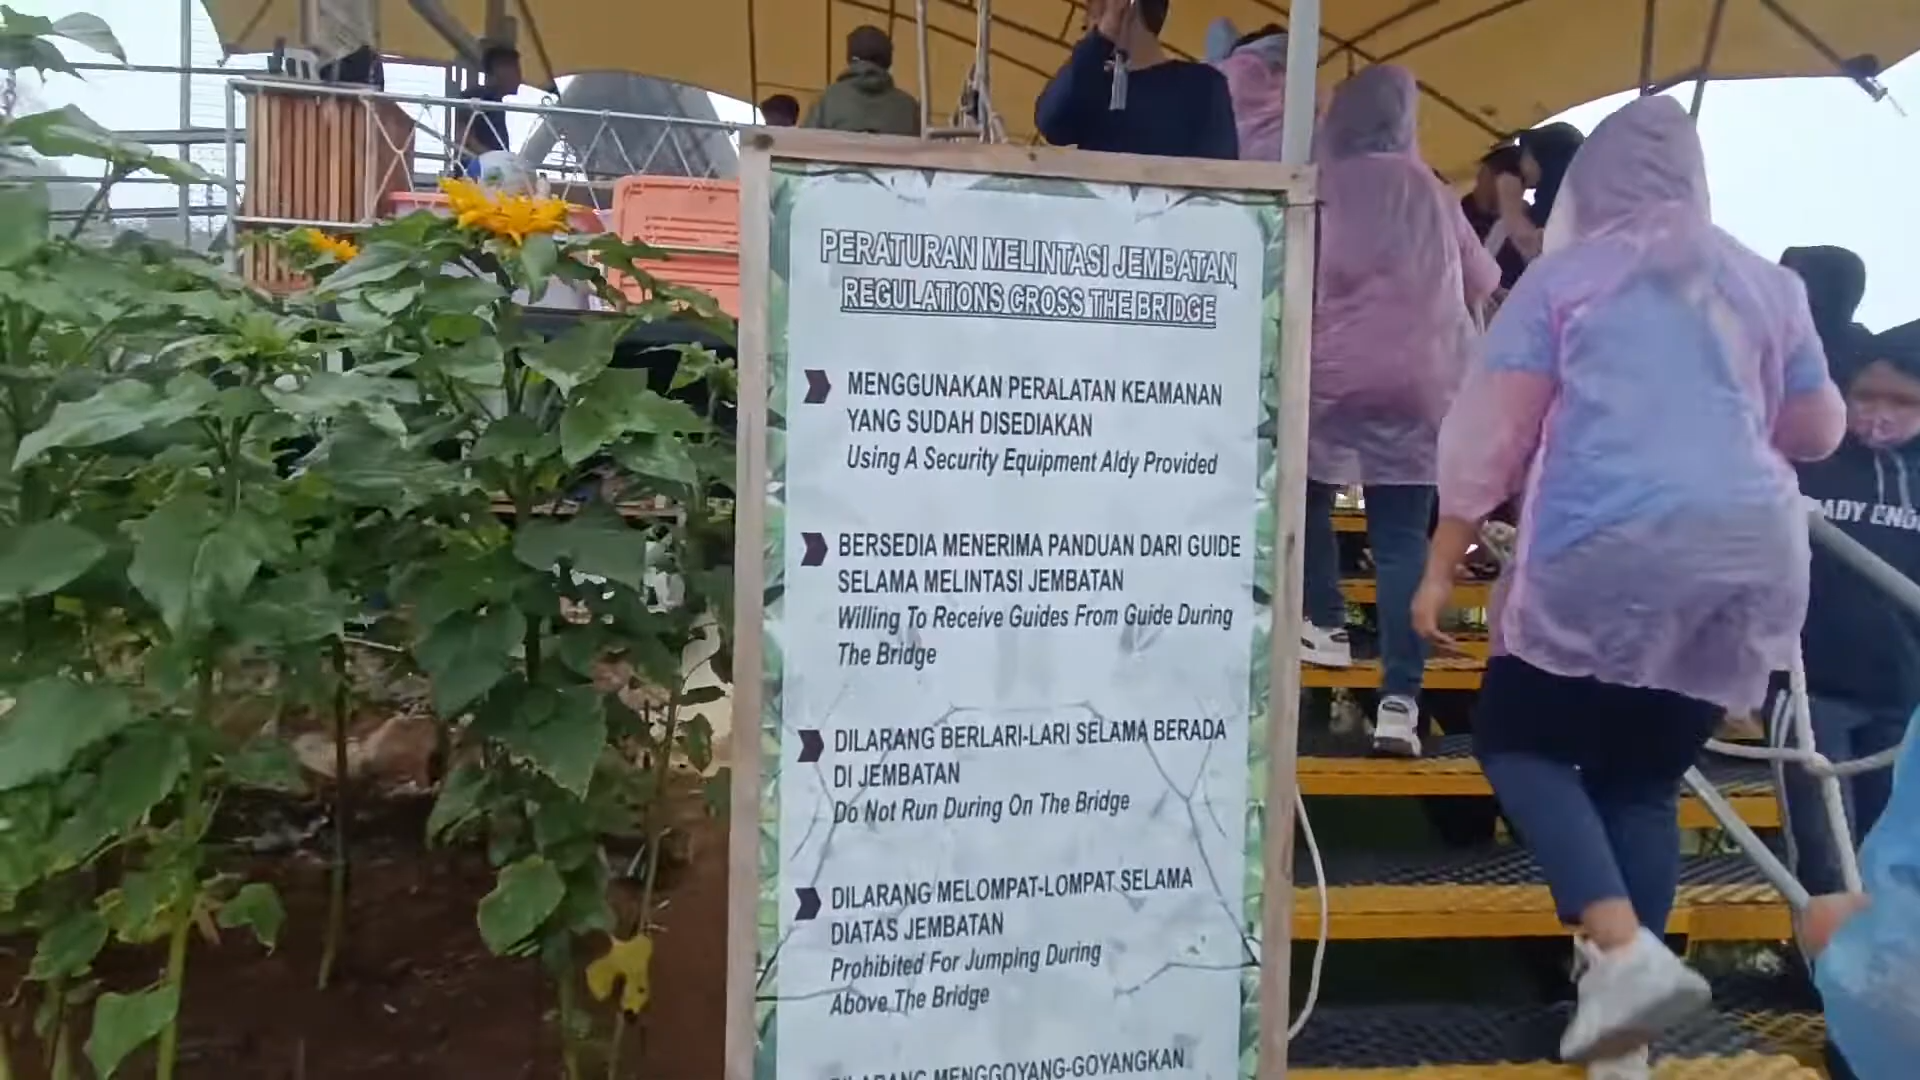 PERATURAN MELINTASI JEMBATAN
REGULATIONS CROSS THE BRIDGE
MENGGUNAKAN PERALATAN KEAMANAN
YANG SUDAH DISEDIAKAN
Using A Security Equipment Aldy Provided
BERSEDIA MENERIMA PANDUAN DARI GUIDE
SELAMA MELINTASI JEMBATAN
Willing To Receive Guides From Guide During
The Bridge
DILARANG BERLARI-LARI SELAMA BERADA
DI JEMBATAN
Do Not Run During On The Bridge
DILARANG MELOMPAT-LOMPAT SELAMA
DIATAS JEMBATAN
Prohibited For Jumping During
Above The Bridge
DILARANG MENGGOYANG-GOYANGKAN